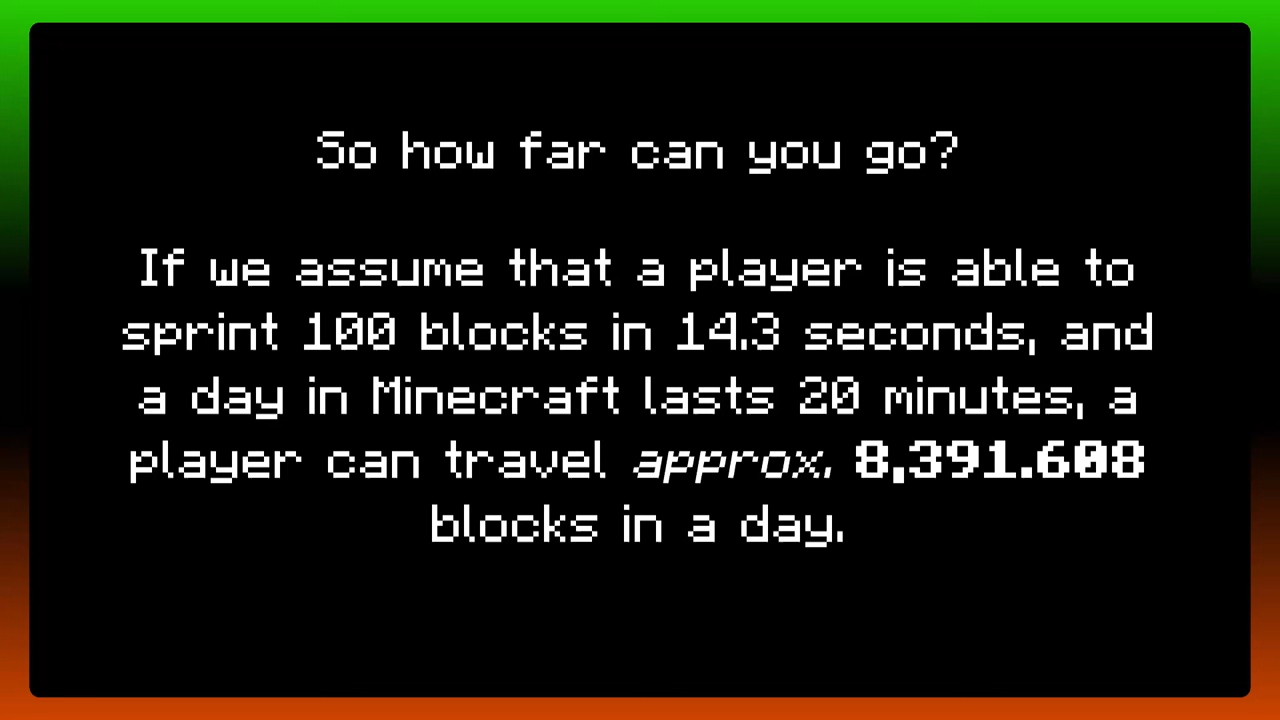 So how far can you go?
If we assume that a player is able to
sprint 100 blocks in 14.3 seconds, and
a day in Minecraft lasts 20 minutes, a
player can travel approx. 8,391.608
blocks in a day.